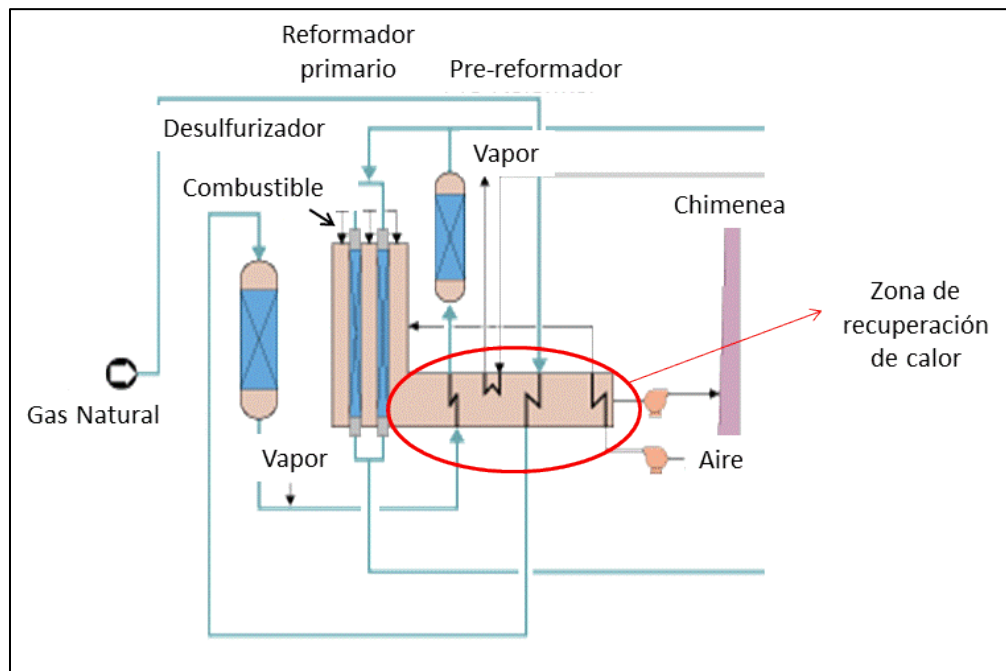 Reformador
primario
Pre-reformador
Desulfurizador
Vapor
Combustible
Chimenea
Zona de
recuperación
de calor
Gas Natural
Vapor
Aire